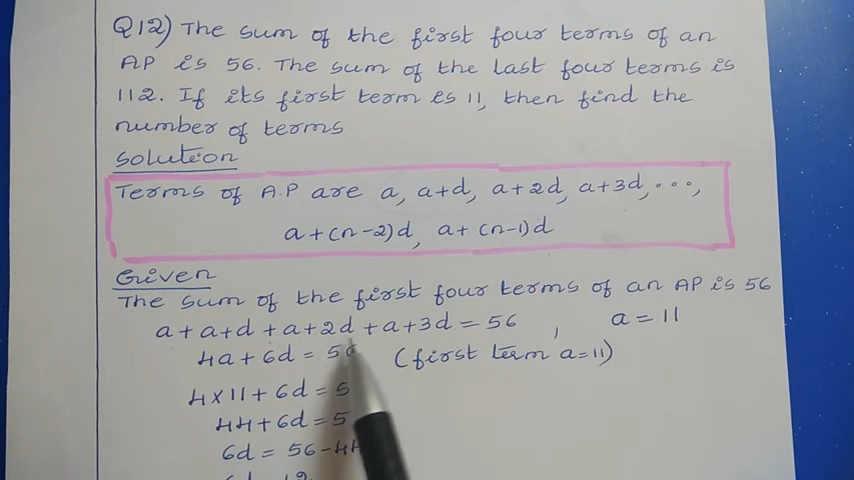 Q12) The sum of the first four terms of an
AP is 56. The sum of the last four terms is
112. If its first term is 11, then find the
number of terms
Solution
Terms of A.P are a, a+d, a+2d, a+3d, ...,
a+(n-2)d, a+(n-1)d
Given
The sum of the first four terms of an AP is 56
a+a+d+a+2d+a+3d=56, a=11
4a+6d=56 (first term a=11)
4×11+6d=5
44+6d=5
6d=56-44